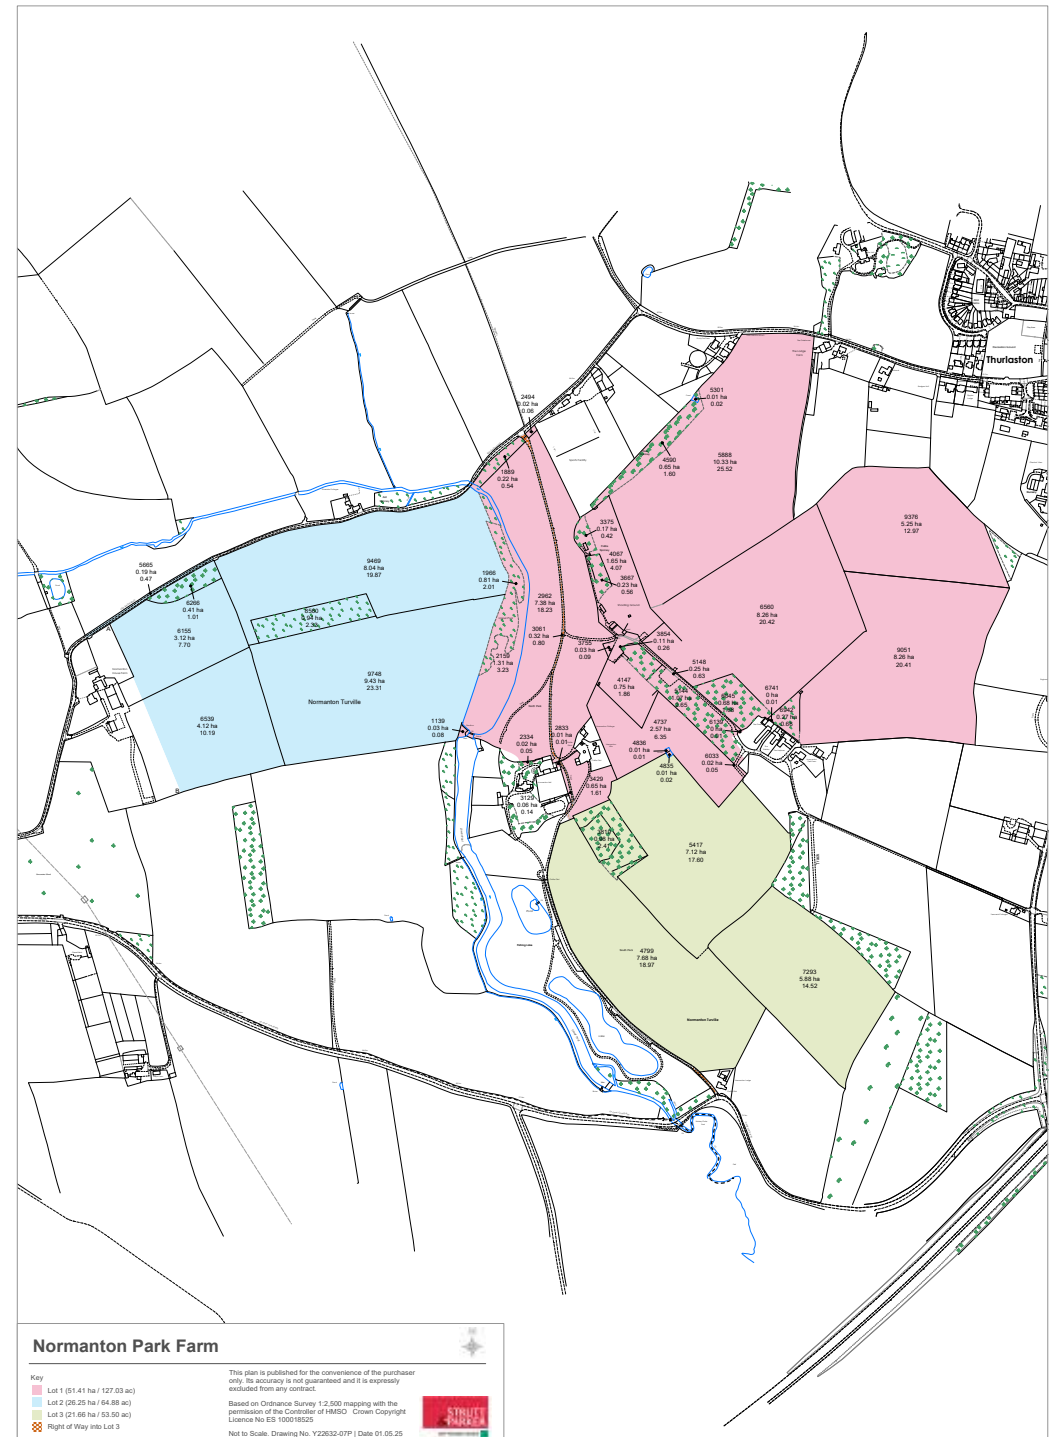 Thurlaston
2494
0.02 ha
0.06
5301
0.01 ha
0.02
5888
10.33 ha
25.52
4590
0.65 ha
1.60
1869
0.22 ha
0.54
9376
5.25 ha
12.97
3375
0.17 ha
0.42
4067
1.65 ha
4.07
3667
0.23 ha
0.58
5665
0.19 ha
0.47
9469
8.04 ha
19.87
1966
0.81 ha
2.01
6266
0.41 ha
1.01
2962
7.38 ha
18.23
6560
8.26 ha
20.42
A
6155
3.12 ha
7.70
3061
0.32 ha
0.80
3755
0.03 ha
0.09
3854
0.11 ha
0.26
9051
8.26 ha
20.41
2159
1.31 ha
3.23
5148
0.25 ha
0.63
9748
9.43 ha
23.31
4147
0.75 ha
1.86
6741
0 ha
0.01
Normanton Turville
6539
4.12 ha
10.19
1139
0.03 ha
0.08
4737
2.57 ha
6.35
2334
0.02 ha
0.05
2833
0.01 ha
0.01
4836
0.01 ha
0.01
6033
0.02 ha
0.05
4835
0.01 ha
0.02
3429
0.65 ha
1.61
B
3129
0.06 ha
0.14
5417
7.12 ha
17.60
4799
7.68 ha
18.97
7293
5.88 ha
14.52
Normanton Turville
Normanton Park Farm
Key
Lot 1 (51.41 ha / 127.03 ac)
Lot 2 (26.25 ha / 64.88 ac)
Lot 3 (21.66 ha / 53.50 ac)
Right of Way into Lot 3
This plan is published for the convenience of the purchaser
only. Its accuracy is not guaranteed and it is expressly
excluded from any contract.
Based on Ordnance Survey 1:2,500 mapping with the
permission of the Controller of HMSO Crown Copyright
Licence No ES 100018525
Not to Scale. Drawing No. Y22632-07P | Date 01.05.25
STRUTT
& PARKER